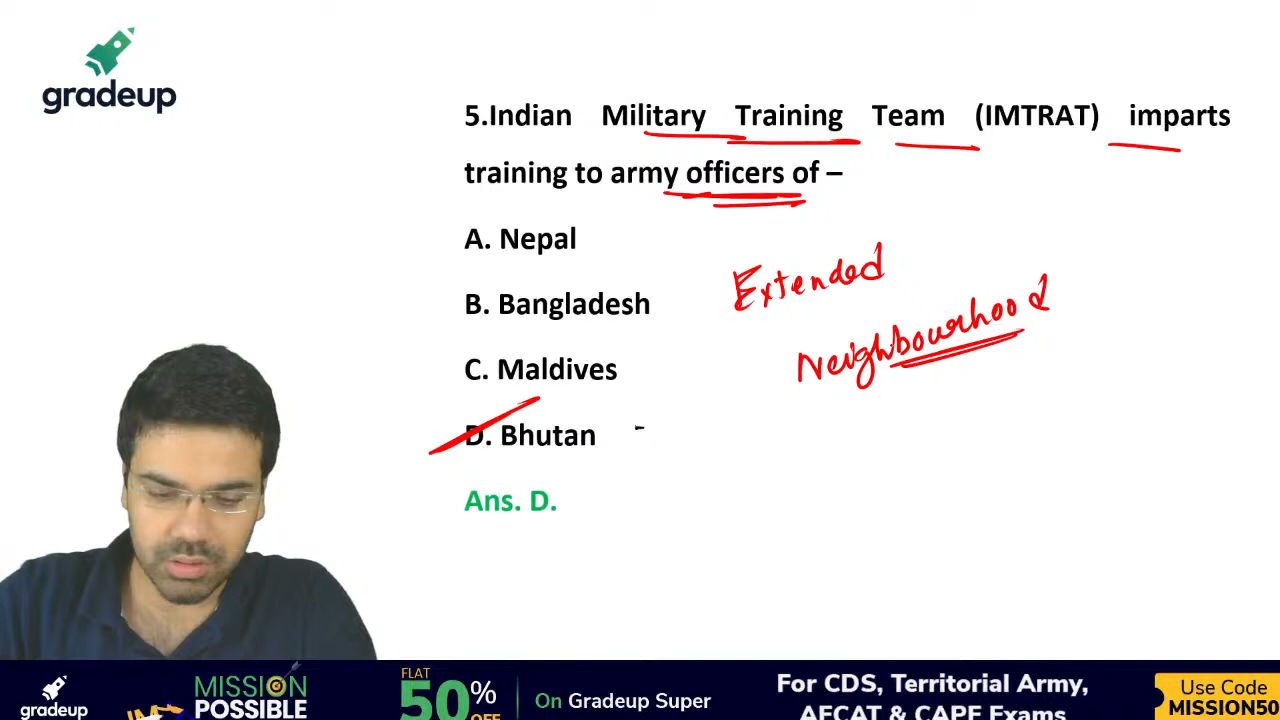 gradeup
5.Indian Military Training Team (IMTRAT) imparts
training to army officers of –
A. Nepal
B. Bangladesh
C. Maldives
D. Bhutan
Ans. D.
Extended
Neighbourhood
gradeup
MISSION
POSSIBLE
FLAT
50%
OFF
On Gradeup Super
For CDS, Territorial Army,
AFCAT & CAPF Exams
Use Code
MISSION50